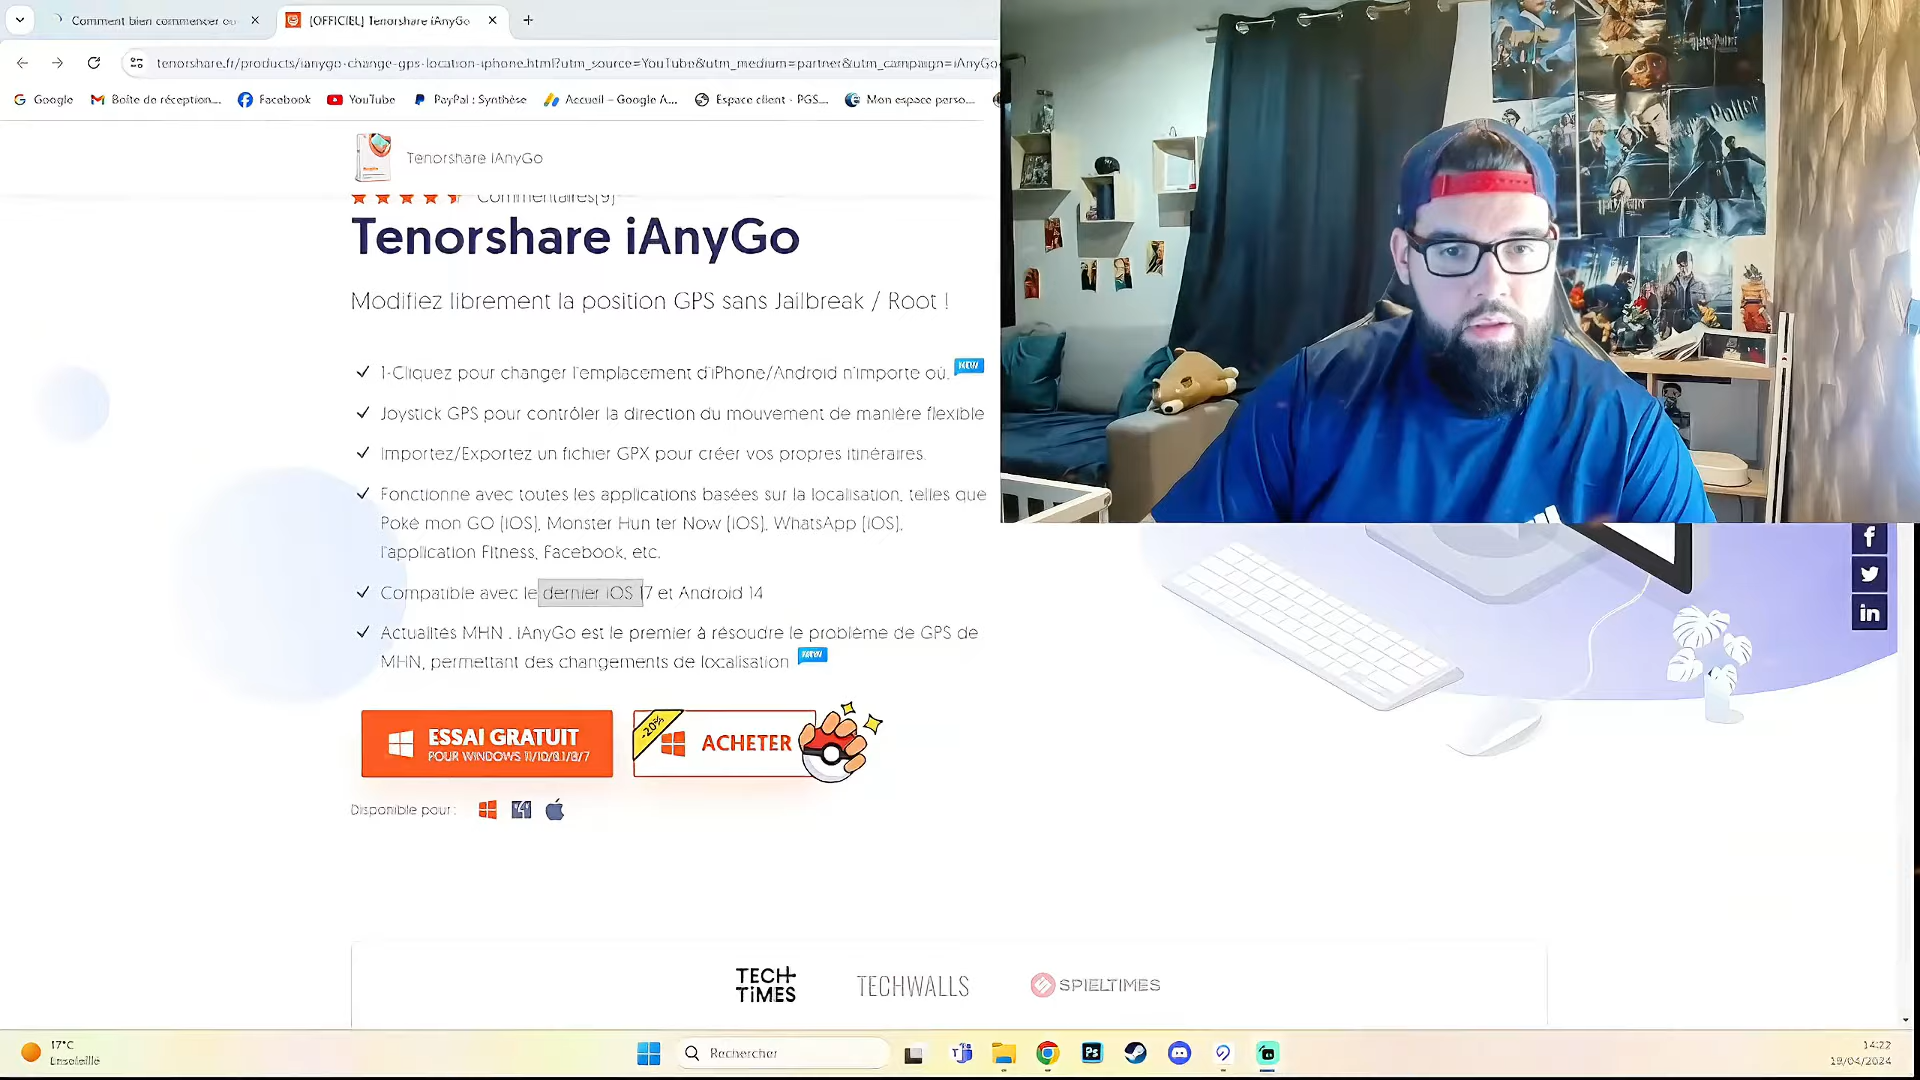 Comment bien commencer ou
[OFFICIEL] Tenorshare iAnyGo
tenorshare.fr/products/ianygo-change-gps-location-iphone.html?utm_source=YouTube&utm_medium=partner&utm_campaign=iAnyGo
Google
Boîte de réception...
Facebook
YouTube
PayPal : Synthèse
Accueil – Google A...
Espace client - PGS...
Mon espace perso...
Tenorshare iAnyGo
Commentaires(9)
Tenorshare iAnyGo
Modifiez librement la position GPS sans Jailbreak / Root !
1-Cliquez pour changer l'emplacement d'iPhone/Android n'importe où.
NEW
Joystick GPS pour contrôler la direction du mouvement de manière flexible
Importez/Exportez un fichier GPX pour créer vos propres itinéraires.
Fonctionne avec toutes les applications basées sur la localisation, telles que
Poké mon GO (iOS), Monster Hun ter Now (iOS), WhatsApp (iOS),
l'application Fitness, Facebook, etc.
Compatible avec le dernier iOS 17 et Android 14
Actualités MHN . iAnyGo est le premier à résoudre le problème de GPS de
MHN, permettant des changements de localisation
NEW
ESSAI GRATUIT
POUR WINDOWS 11/10/8.1/8/7
-20%
ACHETER
Disponible pour :
TECH
TiMES
TECHWALLS
SPIELTIMES
Harry Potter
17°C
Ensoleillé
Rechercher
Ps
14:22
19/04/2024